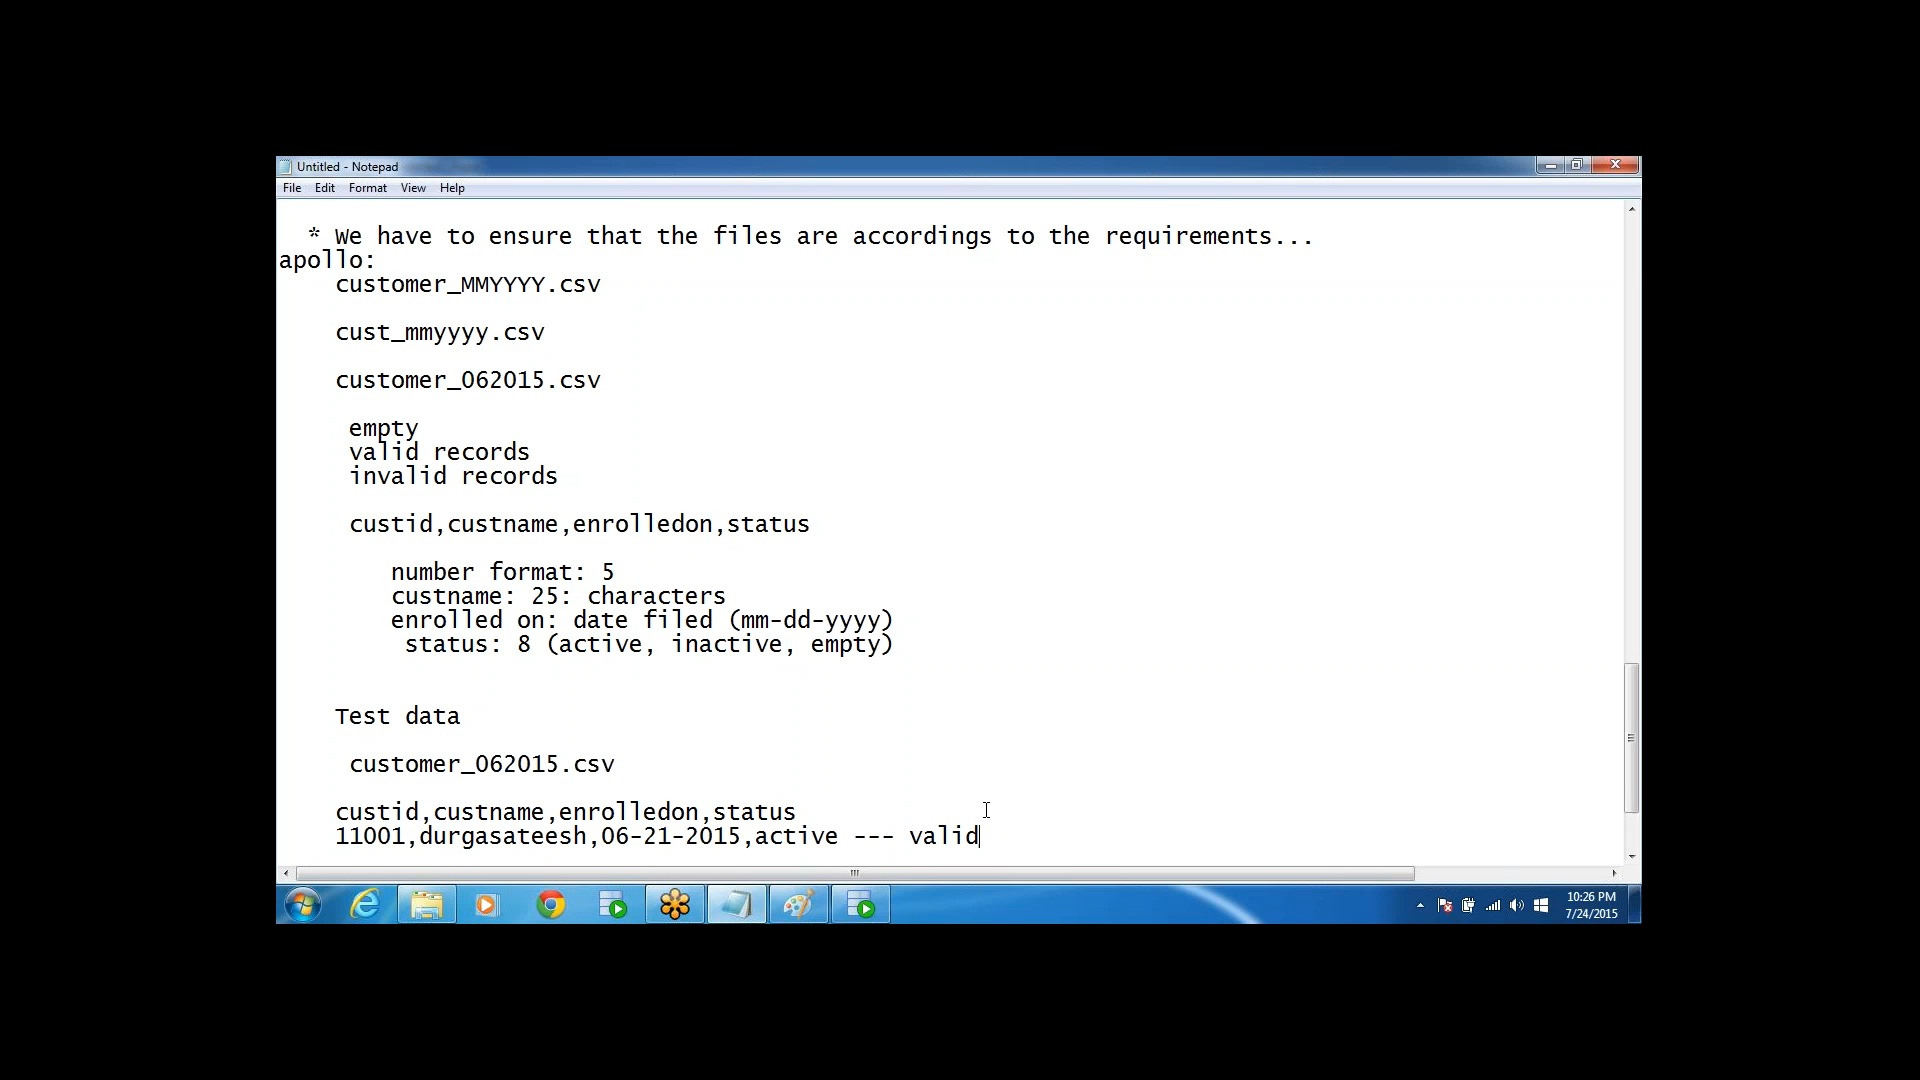 Untitled - Notepad
File Edit Format View Help
* We have to ensure that the files are accordings to the requirements...
apollo:
customer_MMYYYY.csv
cust_mmyyyy.csv
customer_062015.csv
empty
valid records
invalid records
custid,custname,enrolledon,status
number format: 5
custname: 25: characters
enrolled on: date filed (mm-dd-yyyy)
status: 8 (active, inactive, empty)
Test data
customer_062015.csv
custid,custname,enrolledon,status
11001,durgasateesh,06-21-2015,active --- valid
10:26 PM
7/24/2015